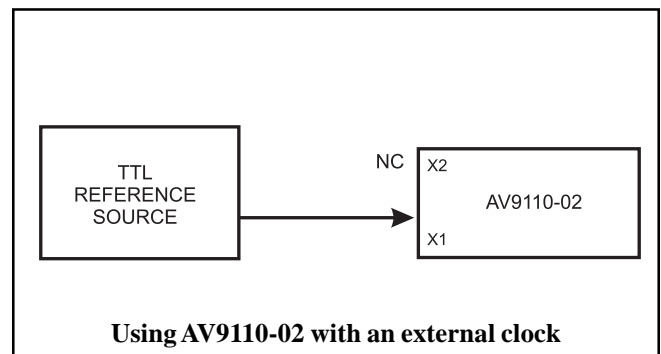 TTL
REFERENCE
SOURCE
NC
X2
AV9110-02
X1
Using AV9110-02 with an external clock